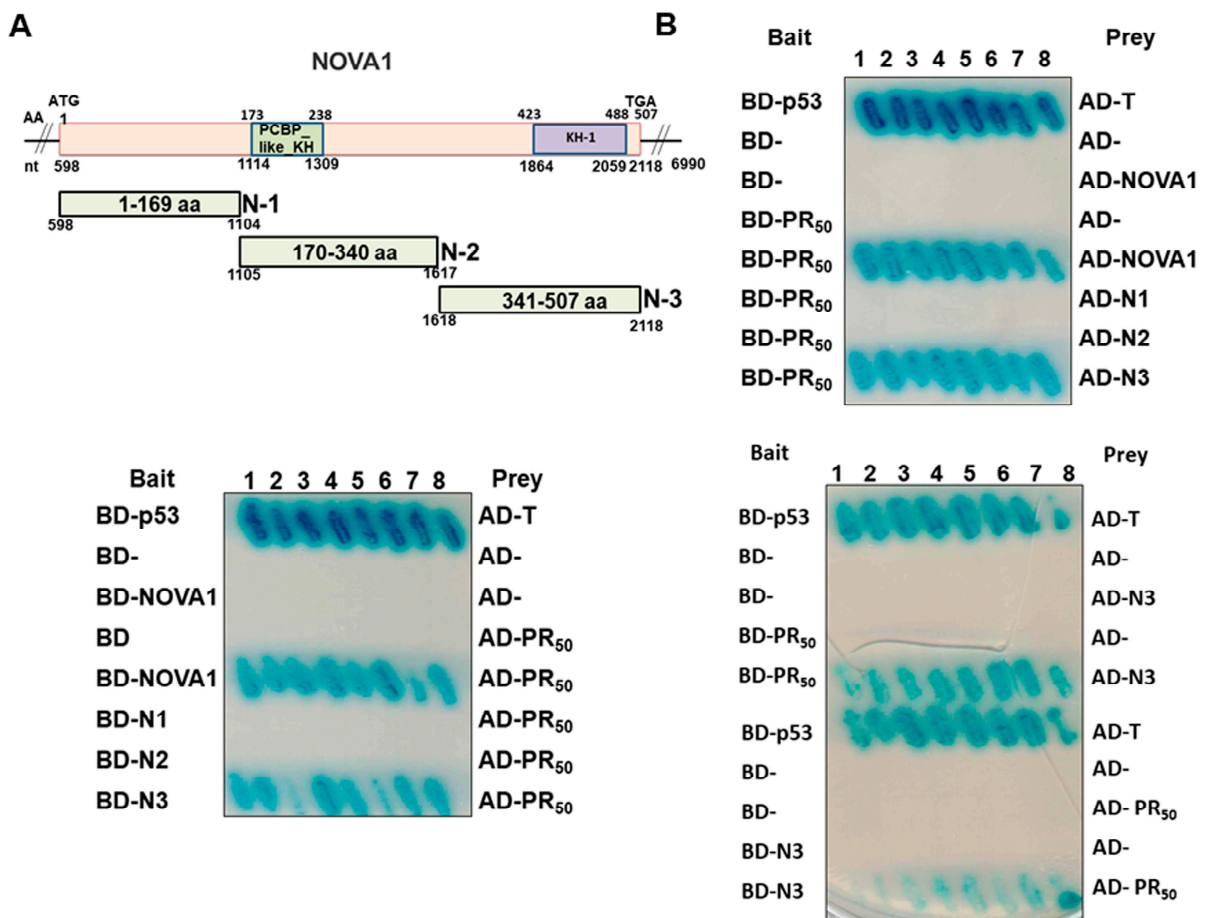 A
NOVA1
ATG
TGA
AA 1 173 238 423 488 507
PCBP_
like_KH
KH-1
nt 598 1114 1309 1864 2059 2118 6990
1-169 aa N-1
598 1104
170-340 aa N-2
1105 1617
341-507 aa N-3
1618 2118
B
Bait 1 2 3 4 5 6 7 8 Prey
BD-p53 AD-T
BD- AD-
BD- AD-NOVA1
BD-PR50 AD-
BD-PR50 AD-NOVA1
BD-PR50 AD-N1
BD-PR50 AD-N2
BD-PR50 AD-N3
Bait 1 2 3 4 5 6 7 8 Prey
BD-p53 AD-T
BD- AD-
BD-NOVA1 AD-
BD AD-PR50
BD-NOVA1 AD-PR50
BD-N1 AD-PR50
BD-N2 AD-PR50
BD-N3 AD-PR50
Bait 1 2 3 4 5 6 7 8 Prey
BD-p53 AD-T
BD- AD-
BD- AD-N3
BD-PR50 AD-
BD-PR50 AD-N3
BD-p53 AD-T
BD- AD-
BD- AD- PR50
BD-N3 AD-
BD-N3 AD- PR50